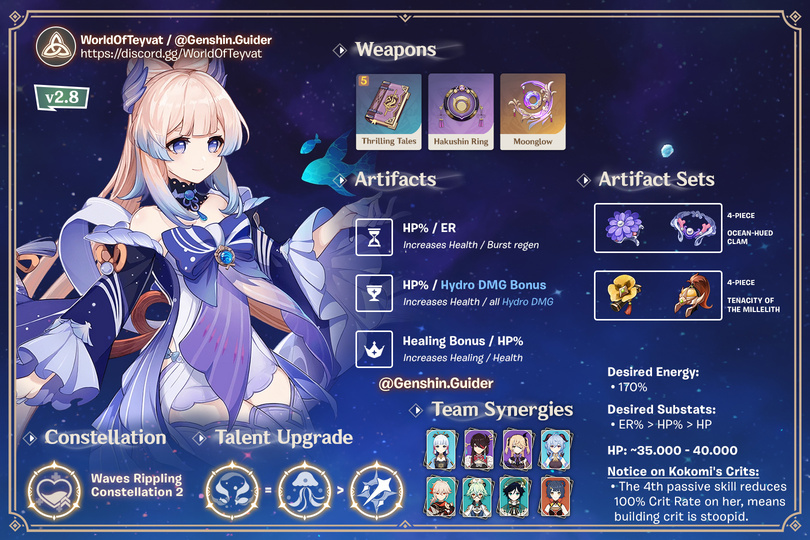 WorldOfTeyvat / @Genshin.Guider
https://discord.gg/WorldOfTeyvat
v2.8
Weapons
5
Thrilling Tales
Hakushin Ring
Moonglow
Artifacts
HP% / ER
Increases Health / Burst regen
HP% / Hydro DMG Bonus
Increases Health / all Hydro DMG
Healing Bonus / HP%
Increases Healing / Health
@Genshin.Guider
Artifact Sets
4-PIECE
OCEAN-HUED
CLAM
4-PIECE
TENACITY OF
THE MILLELITH
Desired Energy:
• 170%
Desired Substats:
• ER% > HP% > HP
HP: ~35.000 - 40.000
Notice on Kokomi's Crits:
• The 4th passive skill reduces
100% Crit Rate on her, means
building crit is stoopid.
Team Synergies
Constellation
Waves Rippling
Constellation 2
Talent Upgrade
= >